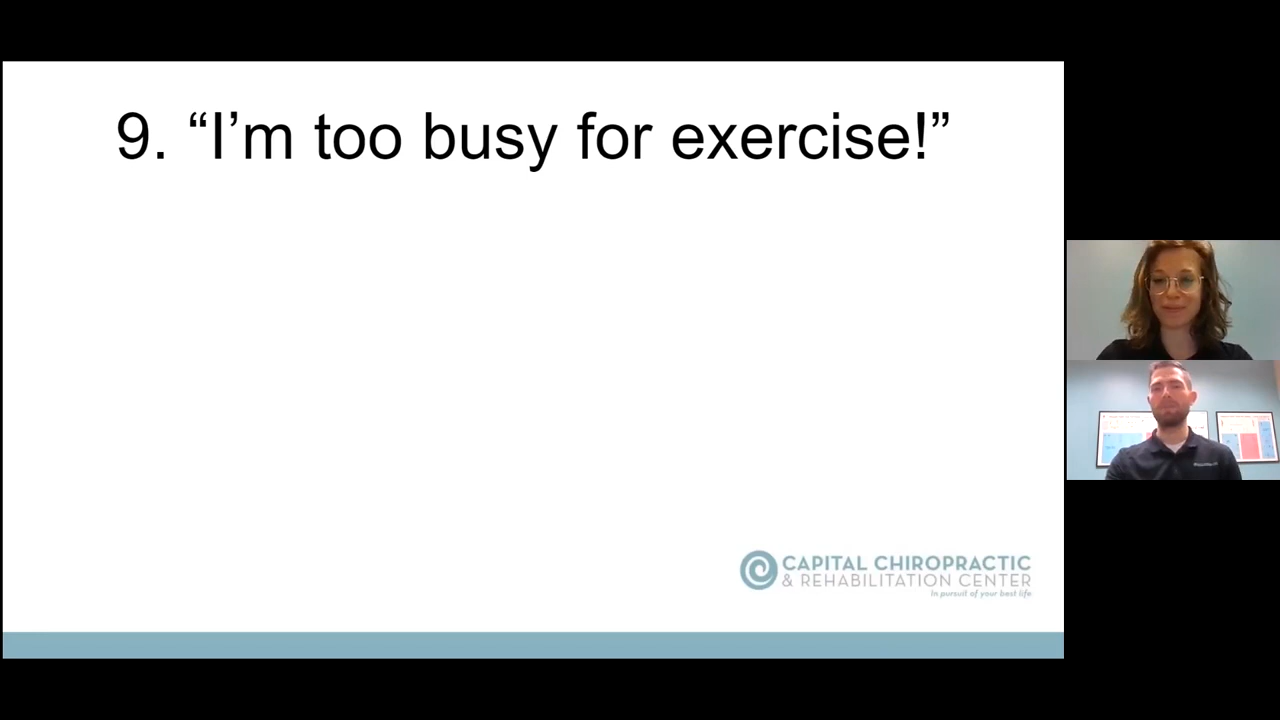 9. “I’m too busy for exercise!”
CAPITAL CHIROPRACTIC
& REHABILITATION CENTER
In pursuit of your best life